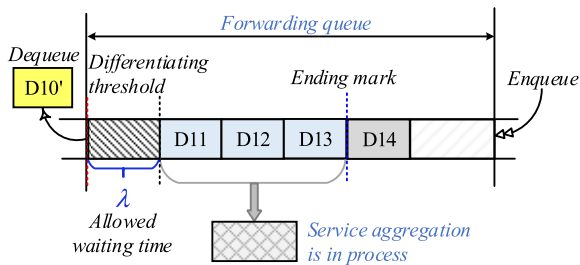 Forwarding queue
Dequeue
D10'
Differentiating
threshold
Ending mark
Enqueue
D11
D12
D13
D14
λ
Allowed
waiting time
Service aggregation
is in process